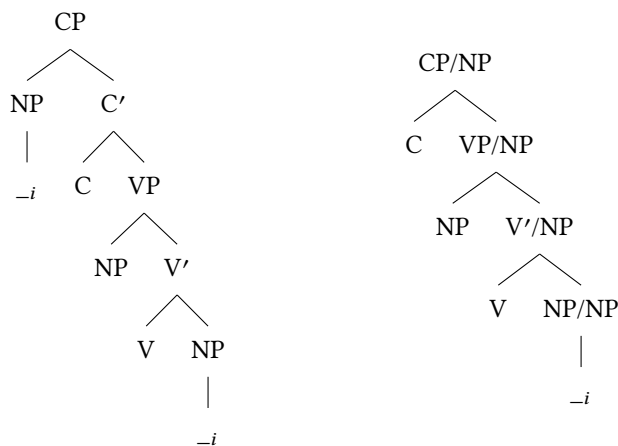 CP
NP C′
_i C VP
NP V′
V NP
_i
CP/NP
C VP/NP
NP V′/NP
V NP/NP
_i